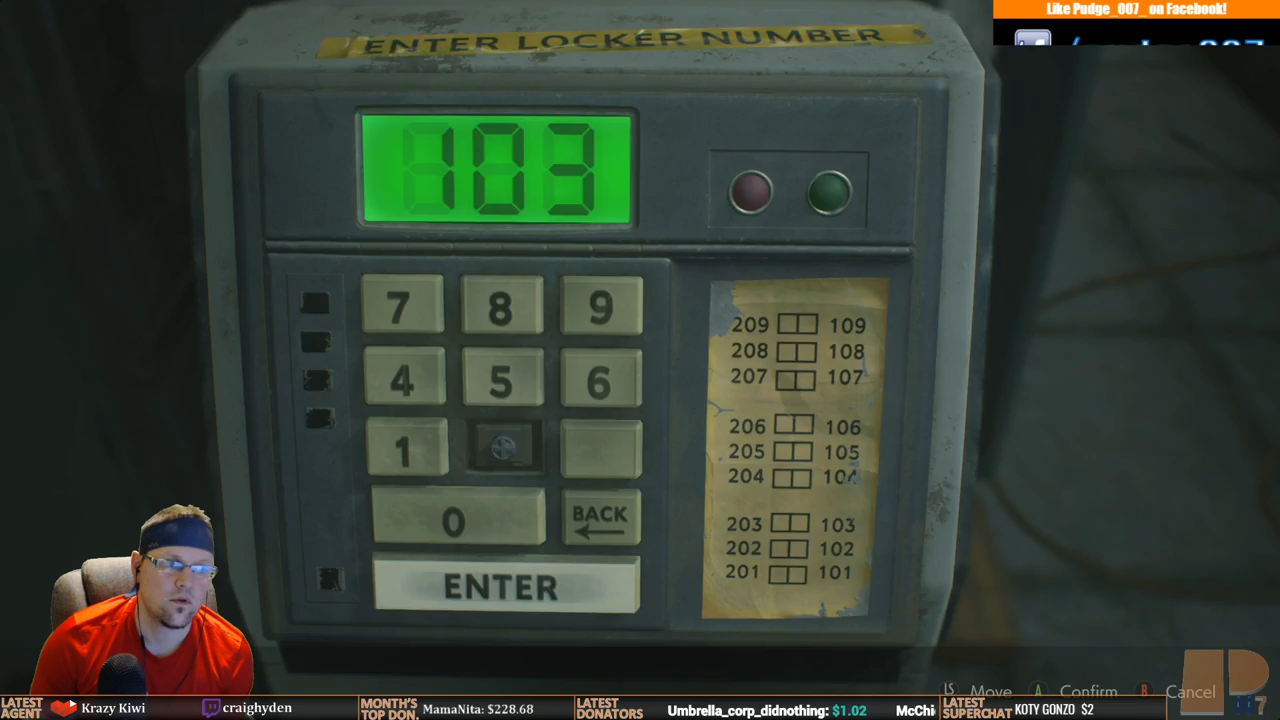 Like Pudge_007_ on Facebook!
ENTER LOCKER NUMBER
103
7 8 9
4 5 6
1
0 BACK
ENTER
209 109
208 108
207 107
206 106
205 105
204 104
203 103
202 102
201 101
LS Move A Confirm B Cancel
LATEST AGENT Krazy Kiwi craighyden
MONTH'S TOP DON. MamaNita: $228.68
LATEST DONATORS Umbrella_corp_didnothing: $1.02 McChi
LATEST SUPERCHAT KOTY GONZO $2